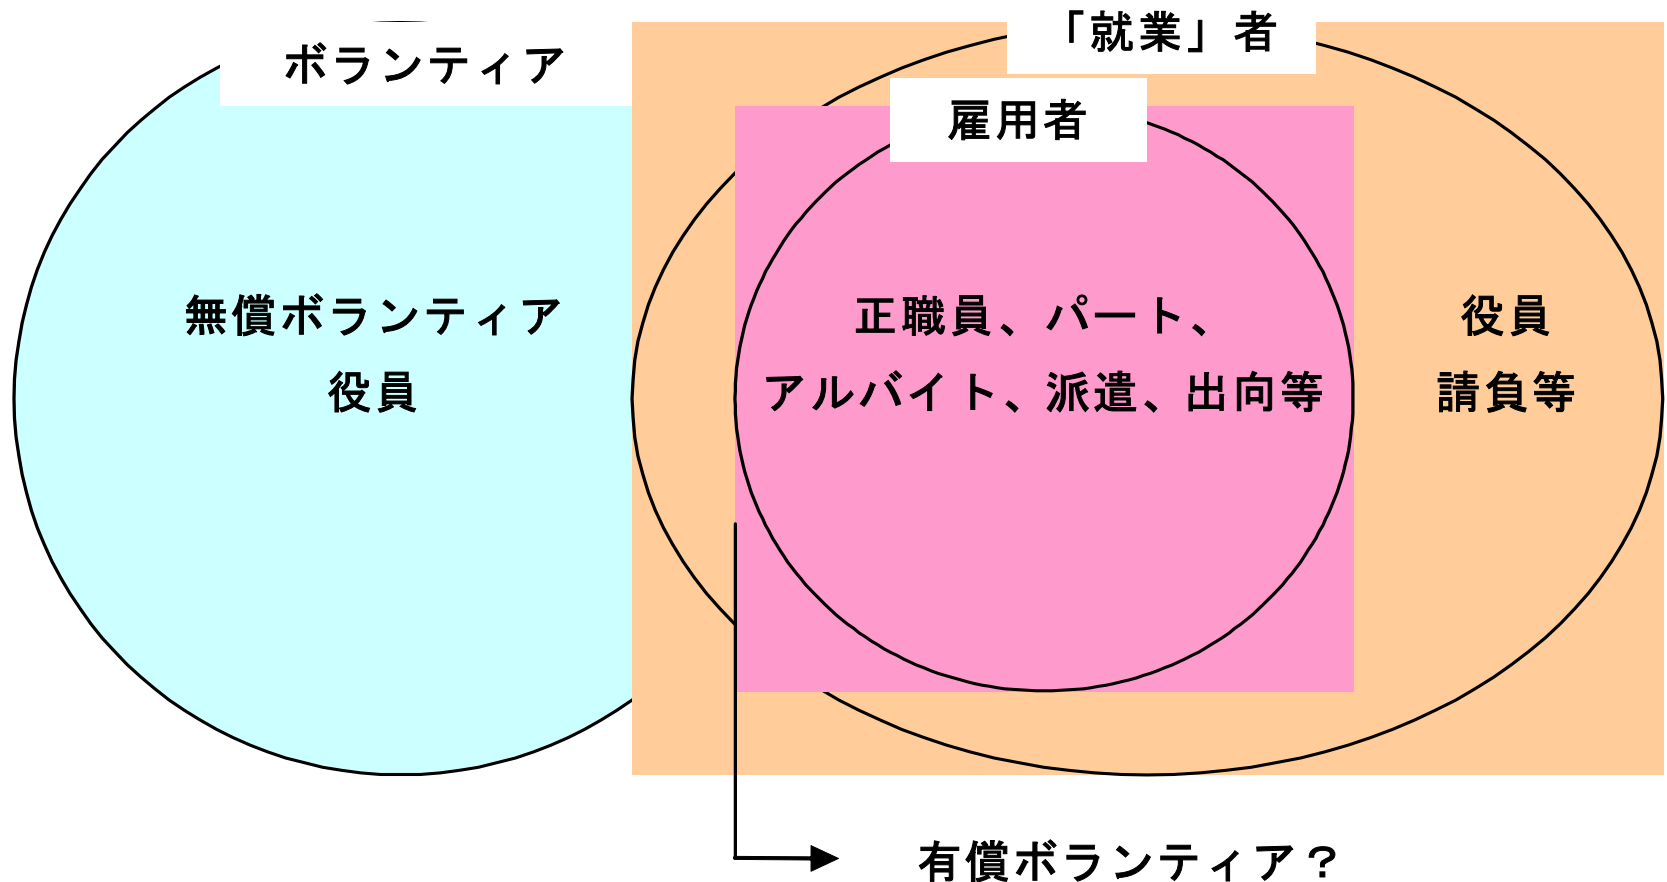 「就業」者
ボランティア
雇用者
無償ボランティア
役員
正職員、パート、
アルバイト、派遣、出向等
役員
請負等
有償ボランティア？